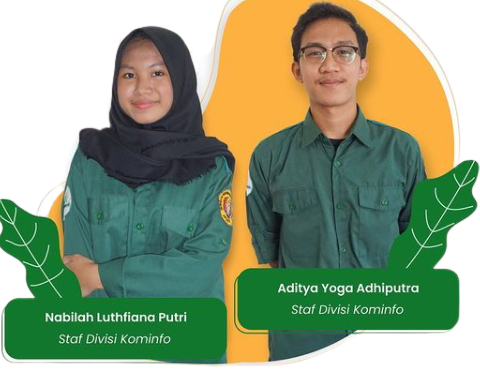 Nabilah Luthfiana Putri
Staf Divisi Kominfo
Aditya Yoga Adhiputra
Staf Divisi Kominfo